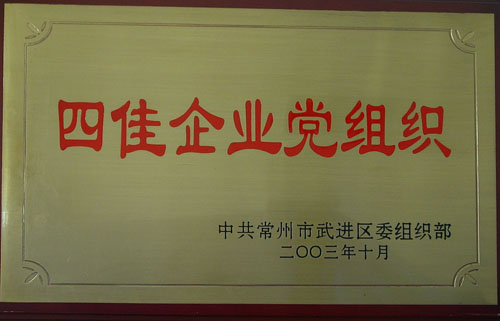 四佳企业党组织
中共常州市武进区委组织部
二〇〇三年十月